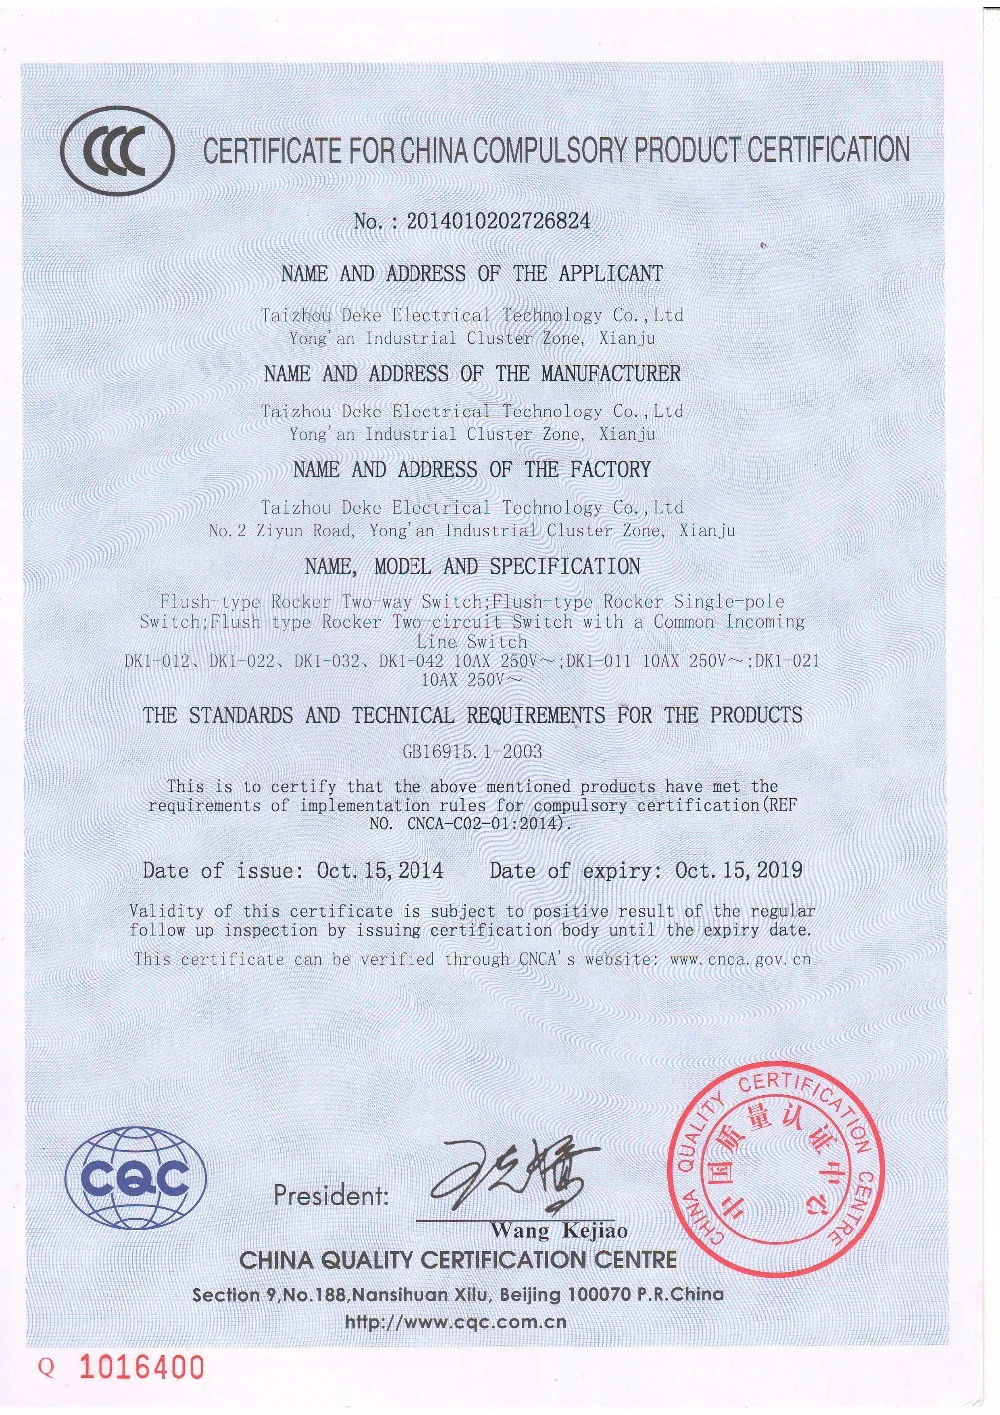 CCC
CERTIFICATE FOR CHINA COMPULSORY PRODUCT CERTIFICATION
No. : 2014010202726824
NAME AND ADDRESS OF THE APPLICANT
Taizhou Deke Electrical Technology Co.,Ltd
Yong'an Industrial Cluster Zone, Xianju
NAME AND ADDRESS OF THE MANUFACTURER
Taizhou Deke Electrical Technology Co.,Ltd
Yong'an Industrial Cluster Zone, Xianju
NAME AND ADDRESS OF THE FACTORY
Taizhou Deke Electrical Technology Co.,Ltd
No.2 Ziyun Road, Yong'an Industrial Cluster Zone, Xianju
NAME, MODEL AND SPECIFICATION
Flush-type Rocker Two-way Switch;Flush-type Rocker Single-pole
Switch;Flush-type Rocker Two-circuit Switch with a Common Incoming
Line Switch
DK1-012、DK1-022、DK1-032、DK1-042 10AX 250V～;DK1-011 10AX 250V～;DK1-021
10AX 250V～
THE STANDARDS AND TECHNICAL REQUIREMENTS FOR THE PRODUCTS
GB16915.1-2003
This is to certify that the above mentioned products have met the
requirements of implementation rules for compulsory certification(REF
NO. CNCA-C02-01:2014).
Date of issue: Oct.15,2014 Date of expiry: Oct.15,2019
Validity of this certificate is subject to positive result of the regular
follow up inspection by issuing certification body until the expiry date.
This certificate can be verified through CNCA's website: www.cnca.gov.cn
CHINA QUALITY CERTIFICATION CENTRE
中国质量认证中心
CQC
President:
Wang Kejiao
CHINA QUALITY CERTIFICATION CENTRE
Section 9,No.188,Nansihuan Xilu, Beijing 100070 P.R.China
http://www.cqc.com.cn
Q 1016400